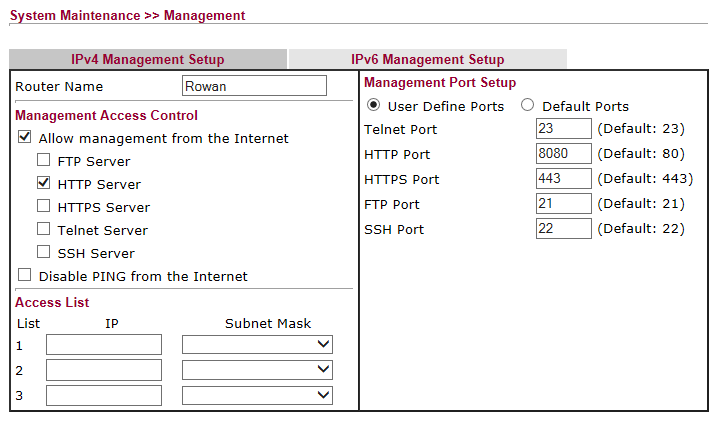 System Maintenance >> Management
IPv4 Management Setup
IPv6 Management Setup
Router Name Rowan
Management Access Control
Allow management from the Internet
FTP Server
HTTP Server
HTTPS Server
Telnet Server
SSH Server
Disable PING from the Internet
Access List
List IP Subnet Mask
1
2
3
Management Port Setup
User Define Ports Default Ports
Telnet Port 23 (Default: 23)
HTTP Port 8080 (Default: 80)
HTTPS Port 443 (Default: 443)
FTP Port 21 (Default: 21)
SSH Port 22 (Default: 22)